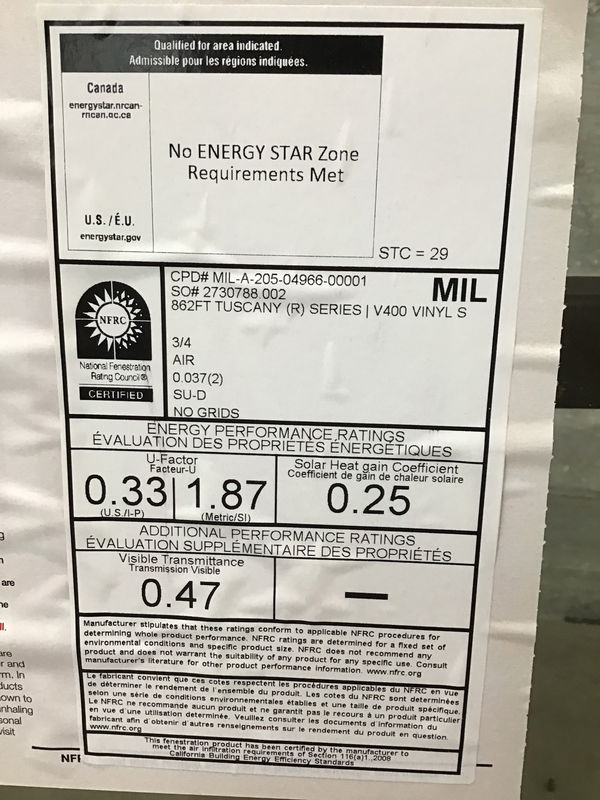 Qualified for area indicated.
Admissible pour les régions indiquées.
Canada
energystar.nrcan-
rncan.gc.ca
No ENERGY STAR Zone
Requirements Met
U.S. / É.U.
energystar.gov
STC = 29
CPD# MIL-A-205-04966-00001
MIL
SO# 2730788.002
862FT TUSCANY (R) SERIES | V400 VINYL S
NFRC
National Fenestration
Rating Council®
CERTIFIED
3/4
AIR
0.037(2)
SU-D
NO GRIDS
ENERGY PERFORMANCE RATINGS
ÉVALUATION DES PROPRIÉTÉS ÉNERGÉTIQUES
U-Factor
Facteur-U
0.33 1.87
(U.S./I-P) (Metric/SI)
Solar Heat gain Coefficient
Coefficient de gain de chaleur solaire
0.25
ADDITIONAL PERFORMANCE RATINGS
ÉVALUATION SUPPLÉMENTAIRE DES PROPRIÉTÉS
Visible Transmittance
Transmission Visible
0.47
—
Manufacturer stipulates that these ratings conform to applicable NFRC procedures for
determining whole product performance. NFRC ratings are determined for a fixed set of
environmental conditions and specific product size. NFRC does not recommend any
product and does not warrant the suitability of any product for any specific use. Consult
manufacturer's literature for other product performance information. www.nfrc.org
Le fabricant convient que ces cotes respectent les procédures applicables du NFRC en vue
de déterminer le rendement de l'ensemble du produit. Les cotes du NFRC sont déterminées
selon une série de conditions environnementales établies et une taille de produit spécifique.
Le NFRC ne recommande aucun produit et ne garantit pas le recours à un produit particulier
en vue d'une utilisation déterminée. Veuillez consulter les documents d'information du
fabricant afin d'obtenir d'autres renseignements sur le rendement du produit en question.
www.nfrc.org
This fenestration product has been certified by the manufacturer to
meet the air infiltration requirements of Section 116(a)1.,2008
California Building Energy Efficiency Standards
are
and
In
ducts
own to
nhaling
sonal
visit
NF